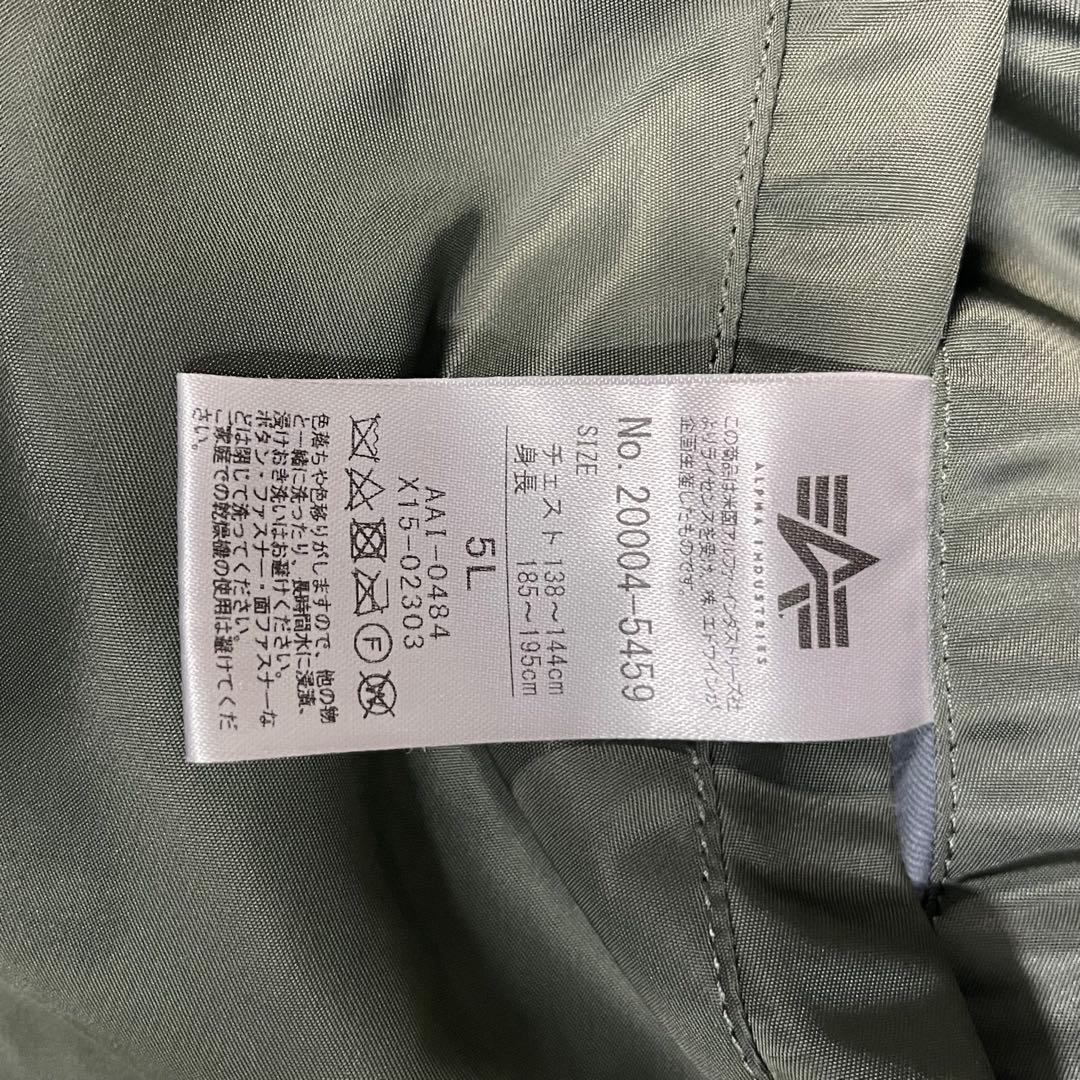 ALPHA INDUSTRIES
この商品は米国アルファ インダストリーズ社
よりライセンスを受け、(株)エドウインが
企画生産したものです。
No. 20004-5459
SIZE
チェスト 138〜144cm
身長 185〜195cm
5L
AAI-0484
X15-02303
F
W
色落ちや色移りがしますので、他の物
と一緒に洗ったり、長時間水に浸漬、
浸けおき洗いはお避けください。
ボタン・ファスナー・面ファスナーな
どは閉じて洗ってください。
ご家庭での乾燥機の使用は避けてくだ
さい。